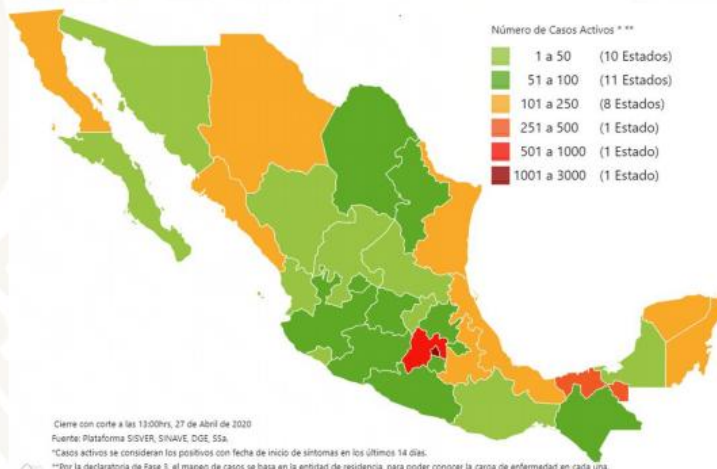 Número de Casos Activos * **
1 a 50 (10 Estados)
51 a 100 (11 Estados)
101 a 250 (8 Estados)
251 a 500 (1 Estado)
501 a 1000 (1 Estado)
1001 a 3000 (1 Estado)
Cierre con corte a las 13:00hrs, 27 de Abril de 2020
Fuente: Plataforma SISVER, SINAVE, DGE, SSa.
*Casos activos se consideran los positivos con fecha de inicio de síntomas en los últimos 14 días.
**Por la declaratoria de Fase 3, el mapeo de casos se basa en la entidad de residencia, para poder conocer la carga de enfermedad en cada una.